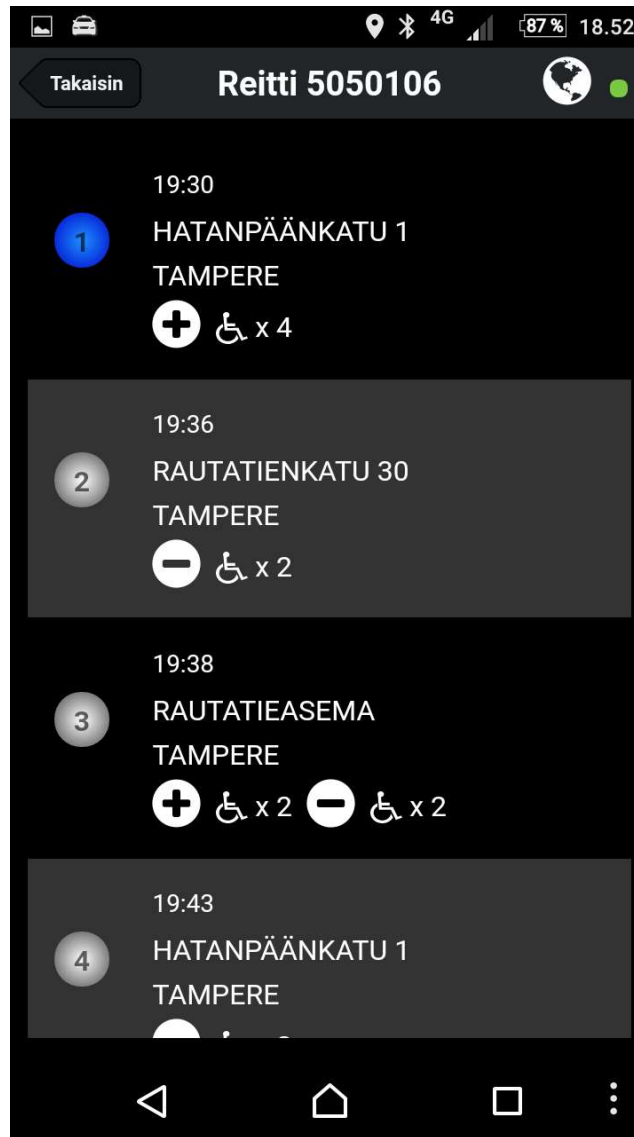 4G 87 % 18.52
Takaisin Reitti 5050106
19:30
1 HATANPÄÄNKATU 1
TAMPERE
x 4
19:36
2 RAUTATIENKATU 30
TAMPERE
x 2
19:38
3 RAUTATIEASEMA
TAMPERE
x 2 x 2
19:43
4 HATANPÄÄNKATU 1
TAMPERE